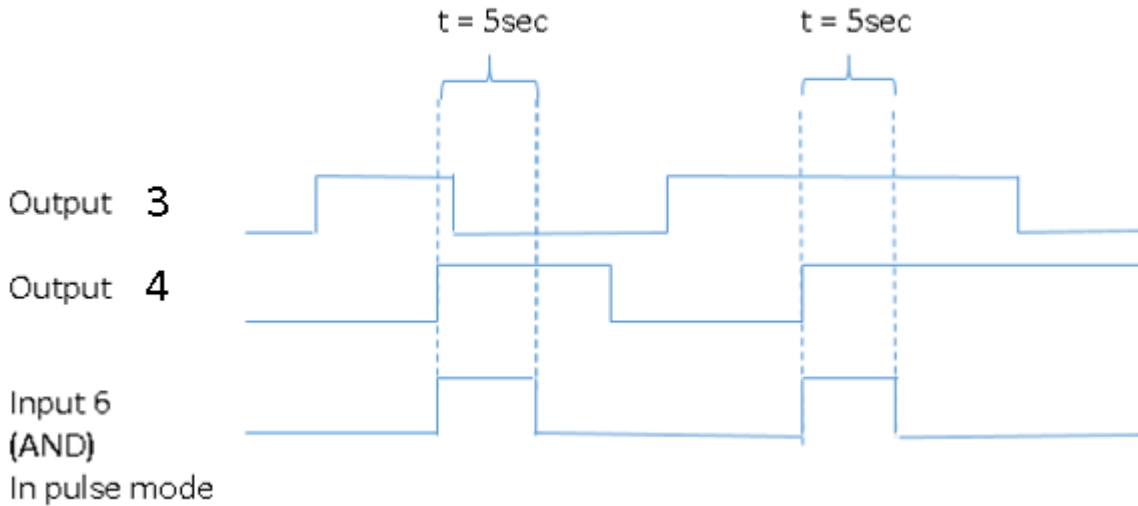 t = 5sec t = 5sec
Output 3
Output 4
Input 6
(AND)
In pulse mode